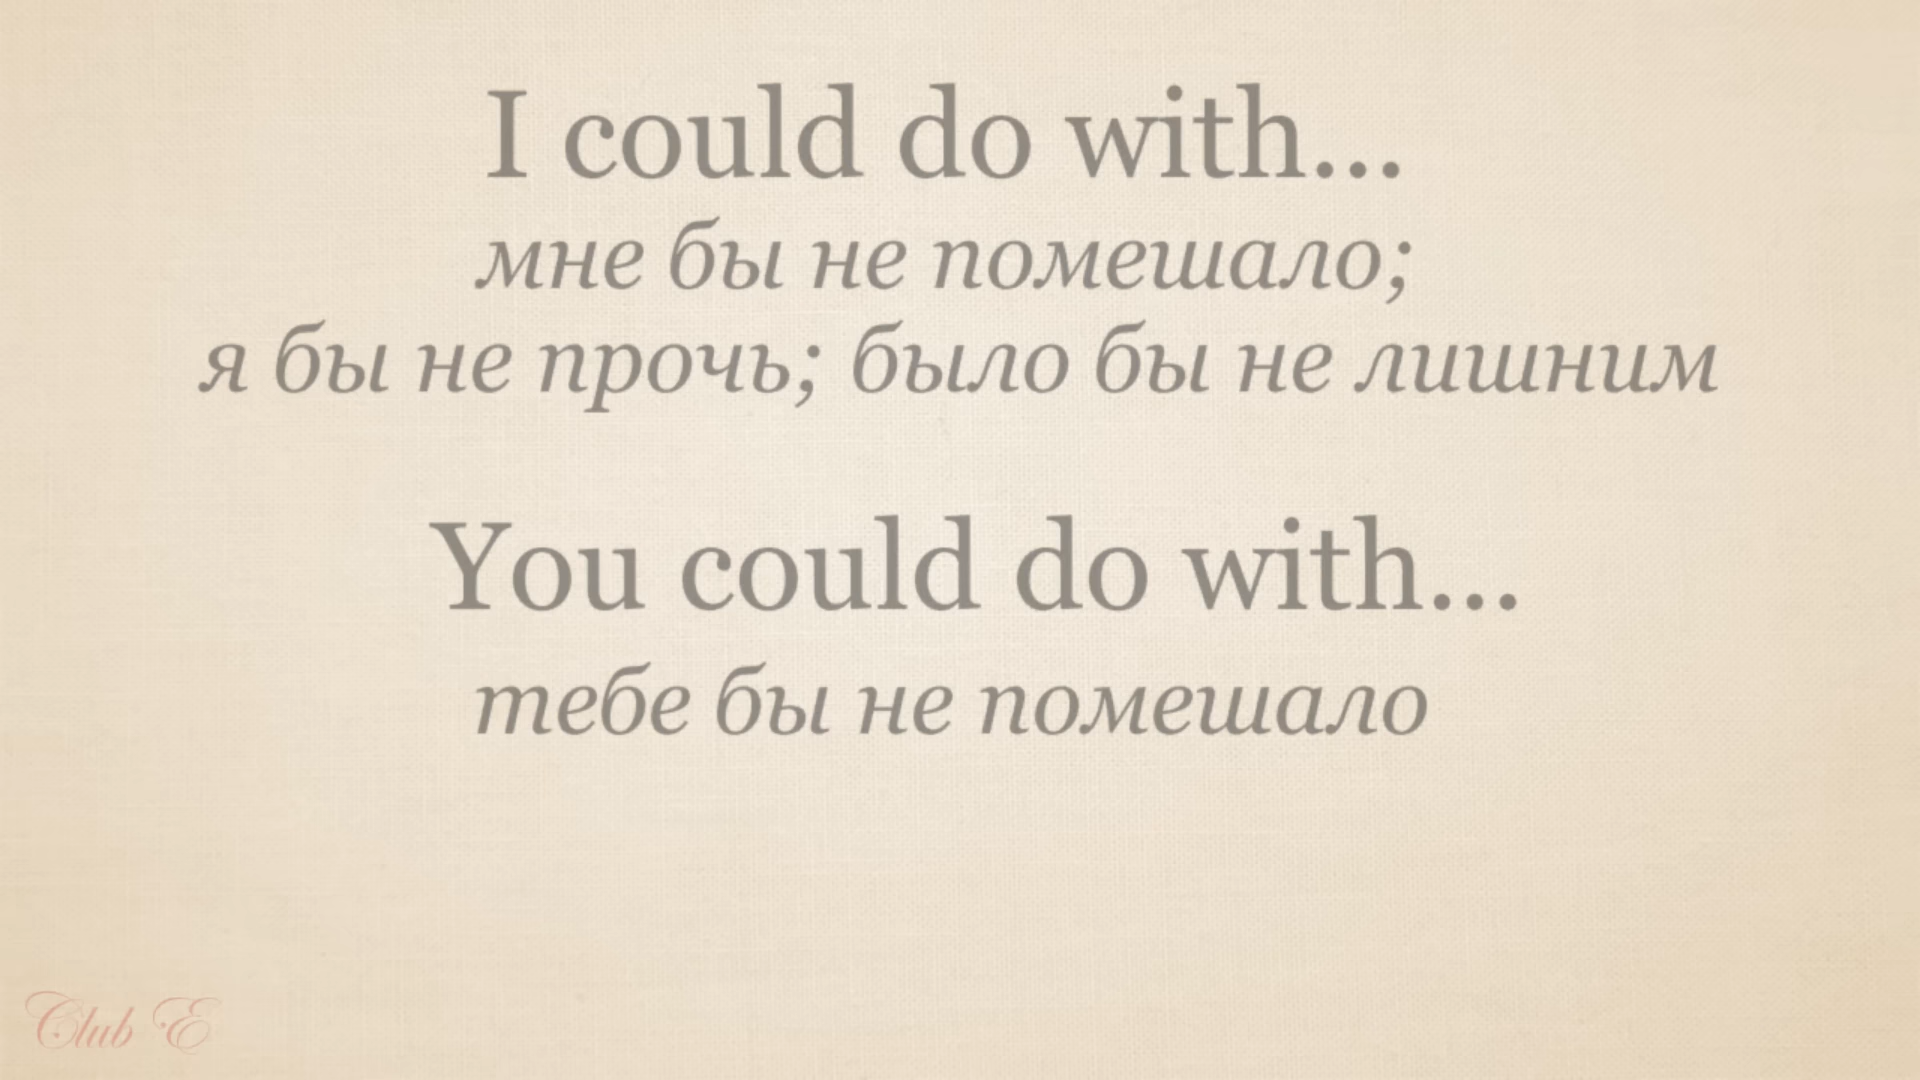 I could do with...
мне бы не помешало;
я бы не прочь; было бы не лишним
You could do with...
тебе бы не помешало
Club E